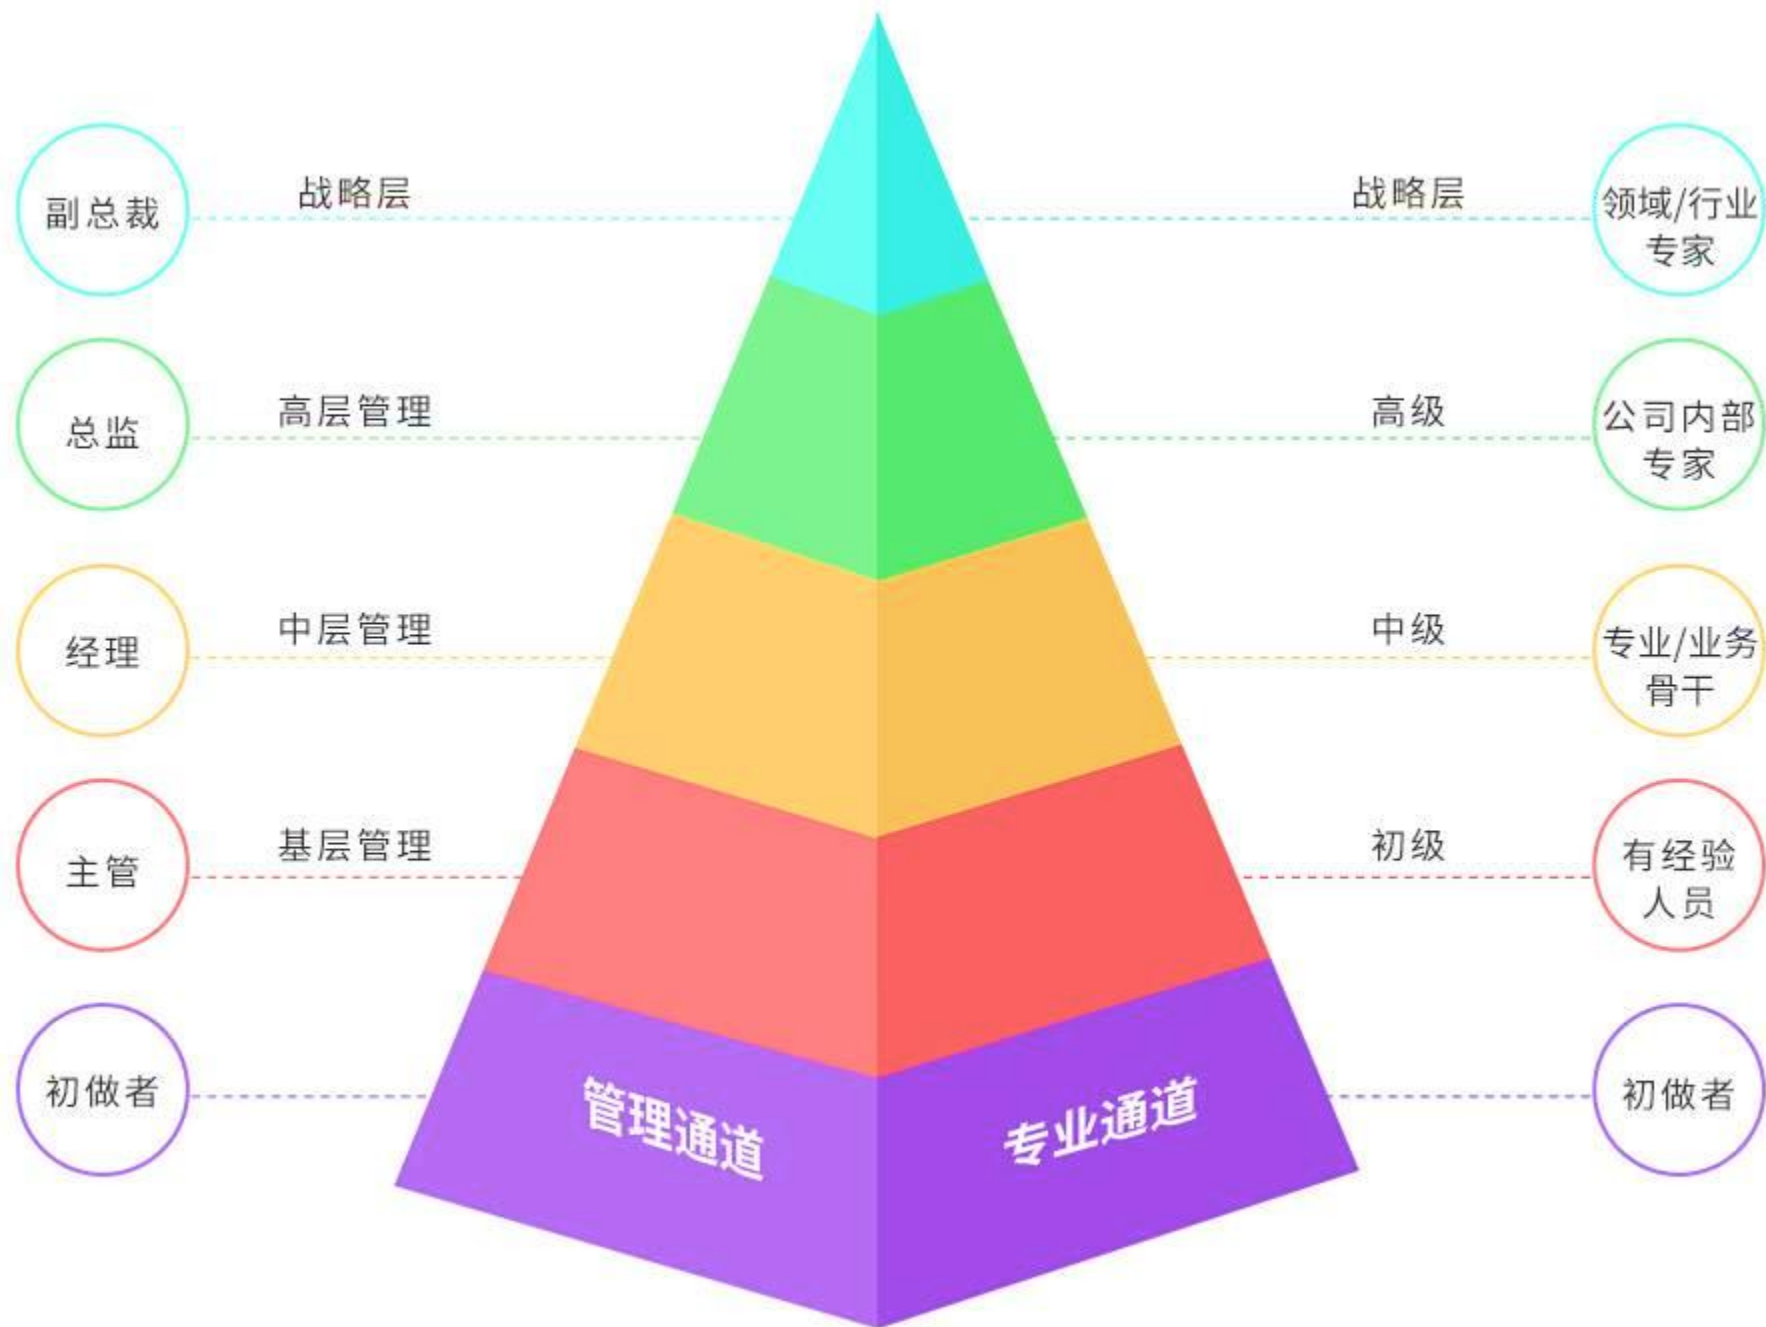 副总裁
战略层
战略层
领域/行业
专家
总监
高层管理
高级
公司内部
专家
经理
中层管理
中级
专业/业务
骨干
主管
基层管理
初级
有经验
人员
初做者
管理通道
专业通道
初做者